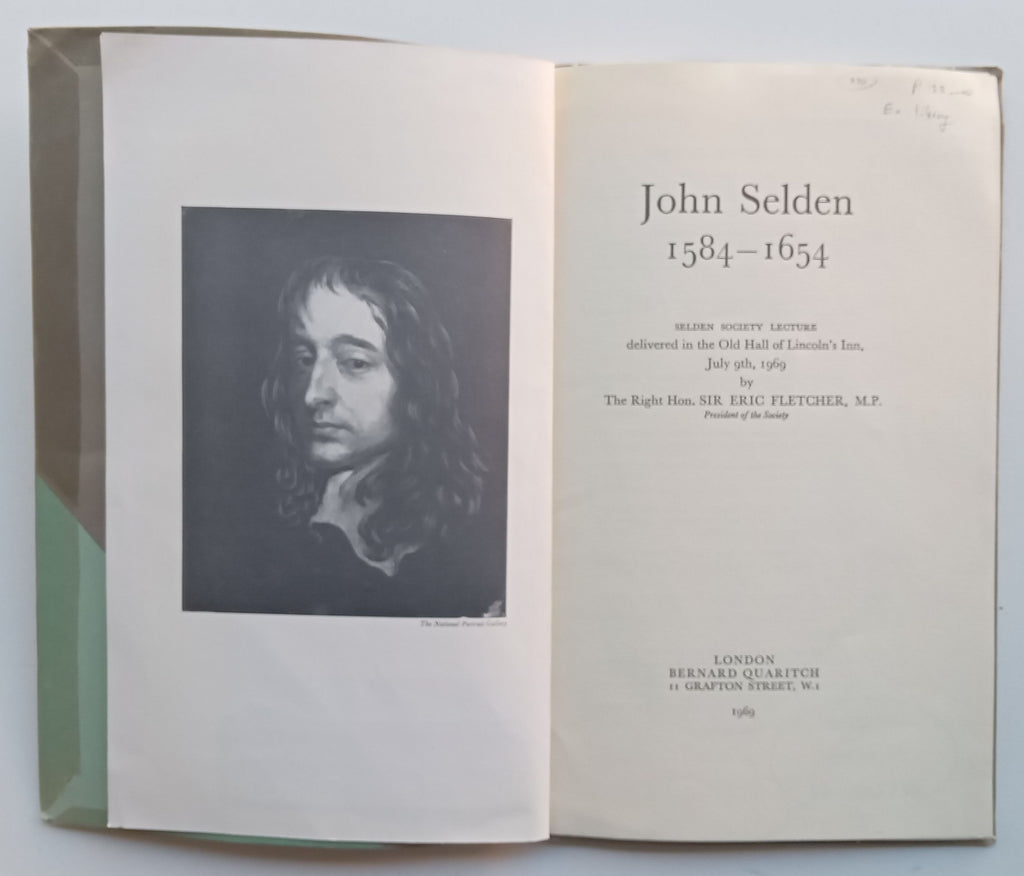 The National Portrait Gallery
Ex library
John Selden
1584–1654
SELDEN SOCIETY LECTURE
delivered in the Old Hall of Lincoln's Inn,
July 9th, 1969
by
The Right Hon. SIR ERIC FLETCHER, M.P.
President of the Society
LONDON
BERNARD QUARITCH
11 GRAFTON STREET, W.1
1969